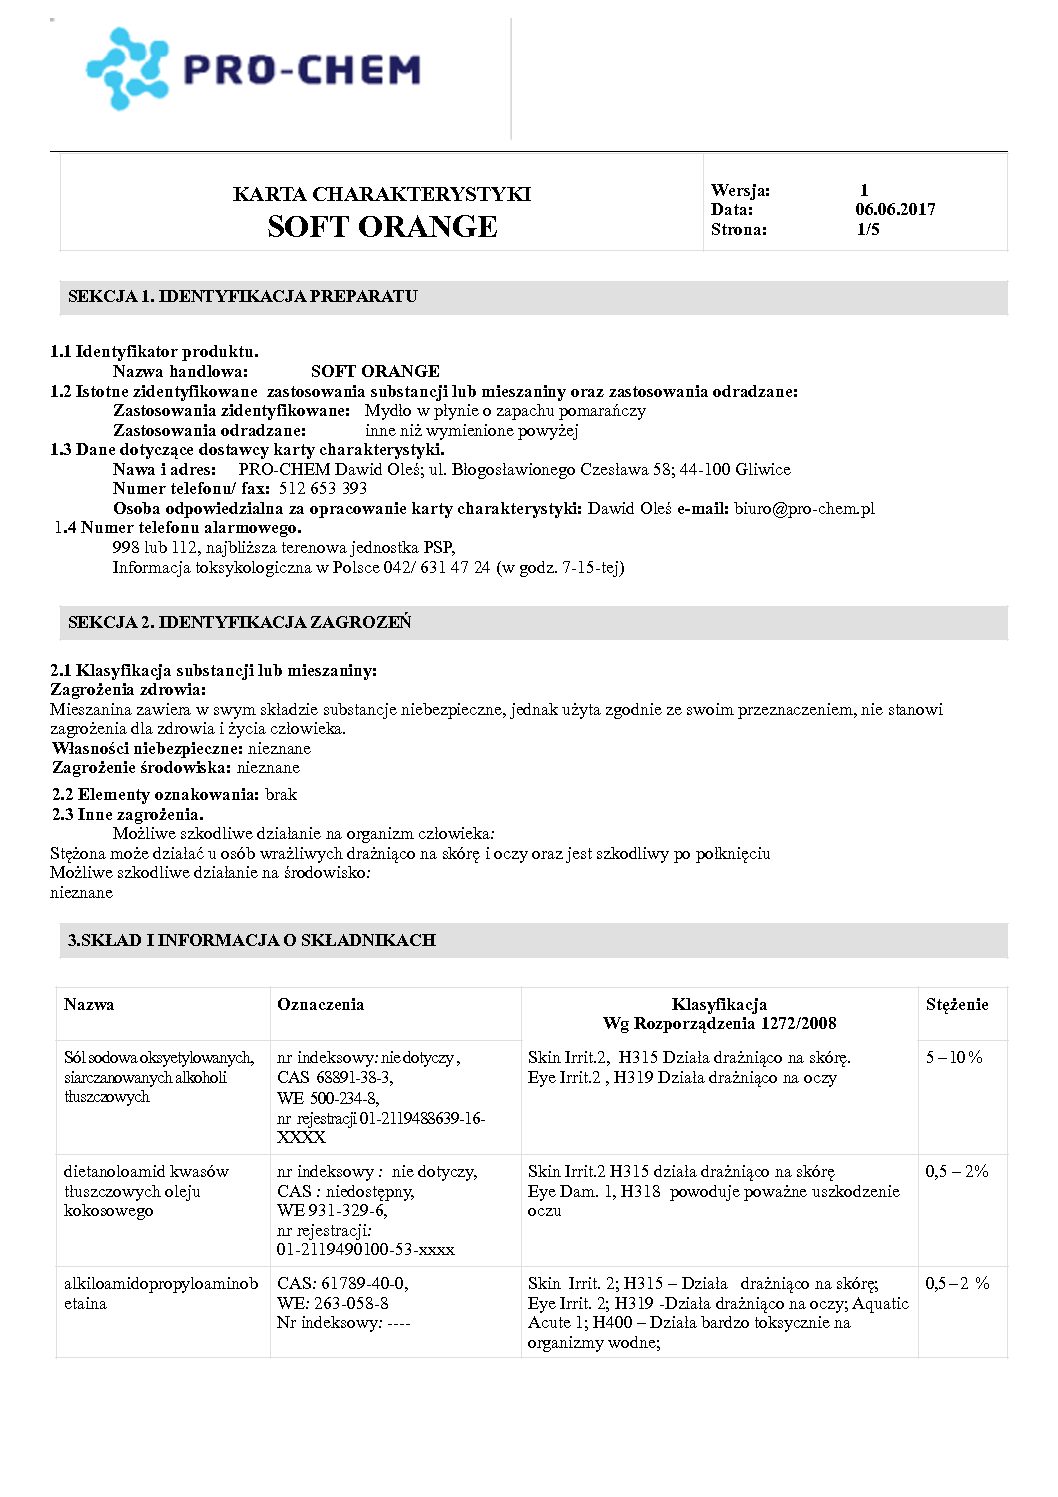 PRO-CHEM
KARTA CHARAKTERYSTYKI
SOFT ORANGE
Wersja: 1
Data: 06.06.2017
Strona: 1/5
SEKCJA 1. IDENTYFIKACJA PREPARATU
1.1 Identyfikator produktu.
Nazwa handlowa: SOFT ORANGE
1.2 Istotne zidentyfikowane zastosowania substancji lub mieszaniny oraz zastosowania odradzane:
Zastosowania zidentyfikowane: Mydło w płynie o zapachu pomarańczy
Zastosowania odradzane: inne niż wymienione powyżej
1.3 Dane dotyczące dostawcy karty charakterystyki.
Nawa i adres: PRO-CHEM Dawid Oleś; ul. Błogosławionego Czesława 58; 44-100 Gliwice
Numer telefonu/ fax: 512 653 393
Osoba odpowiedzialna za opracowanie karty charakterystyki: Dawid Oleś e-mail: biuro@pro-chem.pl
1.4 Numer telefonu alarmowego.
998 lub 112, najbliższa terenowa jednostka PSP,
Informacja toksykologiczna w Polsce 042/ 631 47 24 (w godz. 7-15-tej)
SEKCJA 2. IDENTYFIKACJA ZAGROZEŃ
2.1 Klasyfikacja substancji lub mieszaniny:
Zagrożenia zdrowia:
Mieszanina zawiera w swym składzie substancje niebezpieczne, jednak użyta zgodnie ze swoim przeznaczeniem, nie stanowi
zagrożenia dla zdrowia i życia człowieka.
Własności niebezpieczne: nieznane
Zagrożenie środowiska: nieznane
2.2 Elementy oznakowania: brak
2.3 Inne zagrożenia.
Możliwe szkodliwe działanie na organizm człowieka:
Stężona może działać u osób wrażliwych drażniąco na skórę i oczy oraz jest szkodliwy po połknięciu
Możliwe szkodliwe działanie na środowisko:
nieznane
3.SKŁAD I INFORMACJA O SKŁADNIKACH
Nazwa
Oznaczenia
Klasyfikacja
Wg Rozporządzenia 1272/2008
Stężenie
Sól sodowa oksyetylowanych,
siarczanowanych alkoholi
tłuszczowych
nr indeksowy: nie dotyczy,
CAS 68891-38-3,
WE 500-234-8,
nr rejestracji 01-2119488639-16-
XXXX
Skin Irrit.2, H315 Działa drażniąco na skórę.
Eye Irrit.2 , H319 Działa drażniąco na oczy
5 – 10 %
dietanoloamid kwasów
tłuszczowych oleju
kokosowego
nr indeksowy : nie dotyczy,
CAS : niedostępny,
WE 931-329-6,
nr rejestracji:
01-2119490100-53-xxxx
Skin Irrit.2 H315 działa drażniąco na skórę
Eye Dam. 1, H318 powoduje poważne uszkodzenie
oczu
0,5 – 2%
alkiloamidopropyloaminob
etaina
CAS: 61789-40-0,
WE: 263-058-8
Nr indeksowy: ----
Skin Irrit. 2; H315 – Działa drażniąco na skórę;
Eye Irrit. 2; H319 -Działa drażniąco na oczy; Aquatic
Acute 1; H400 – Działa bardzo toksycznie na
organizmy wodne;
0,5 – 2 %